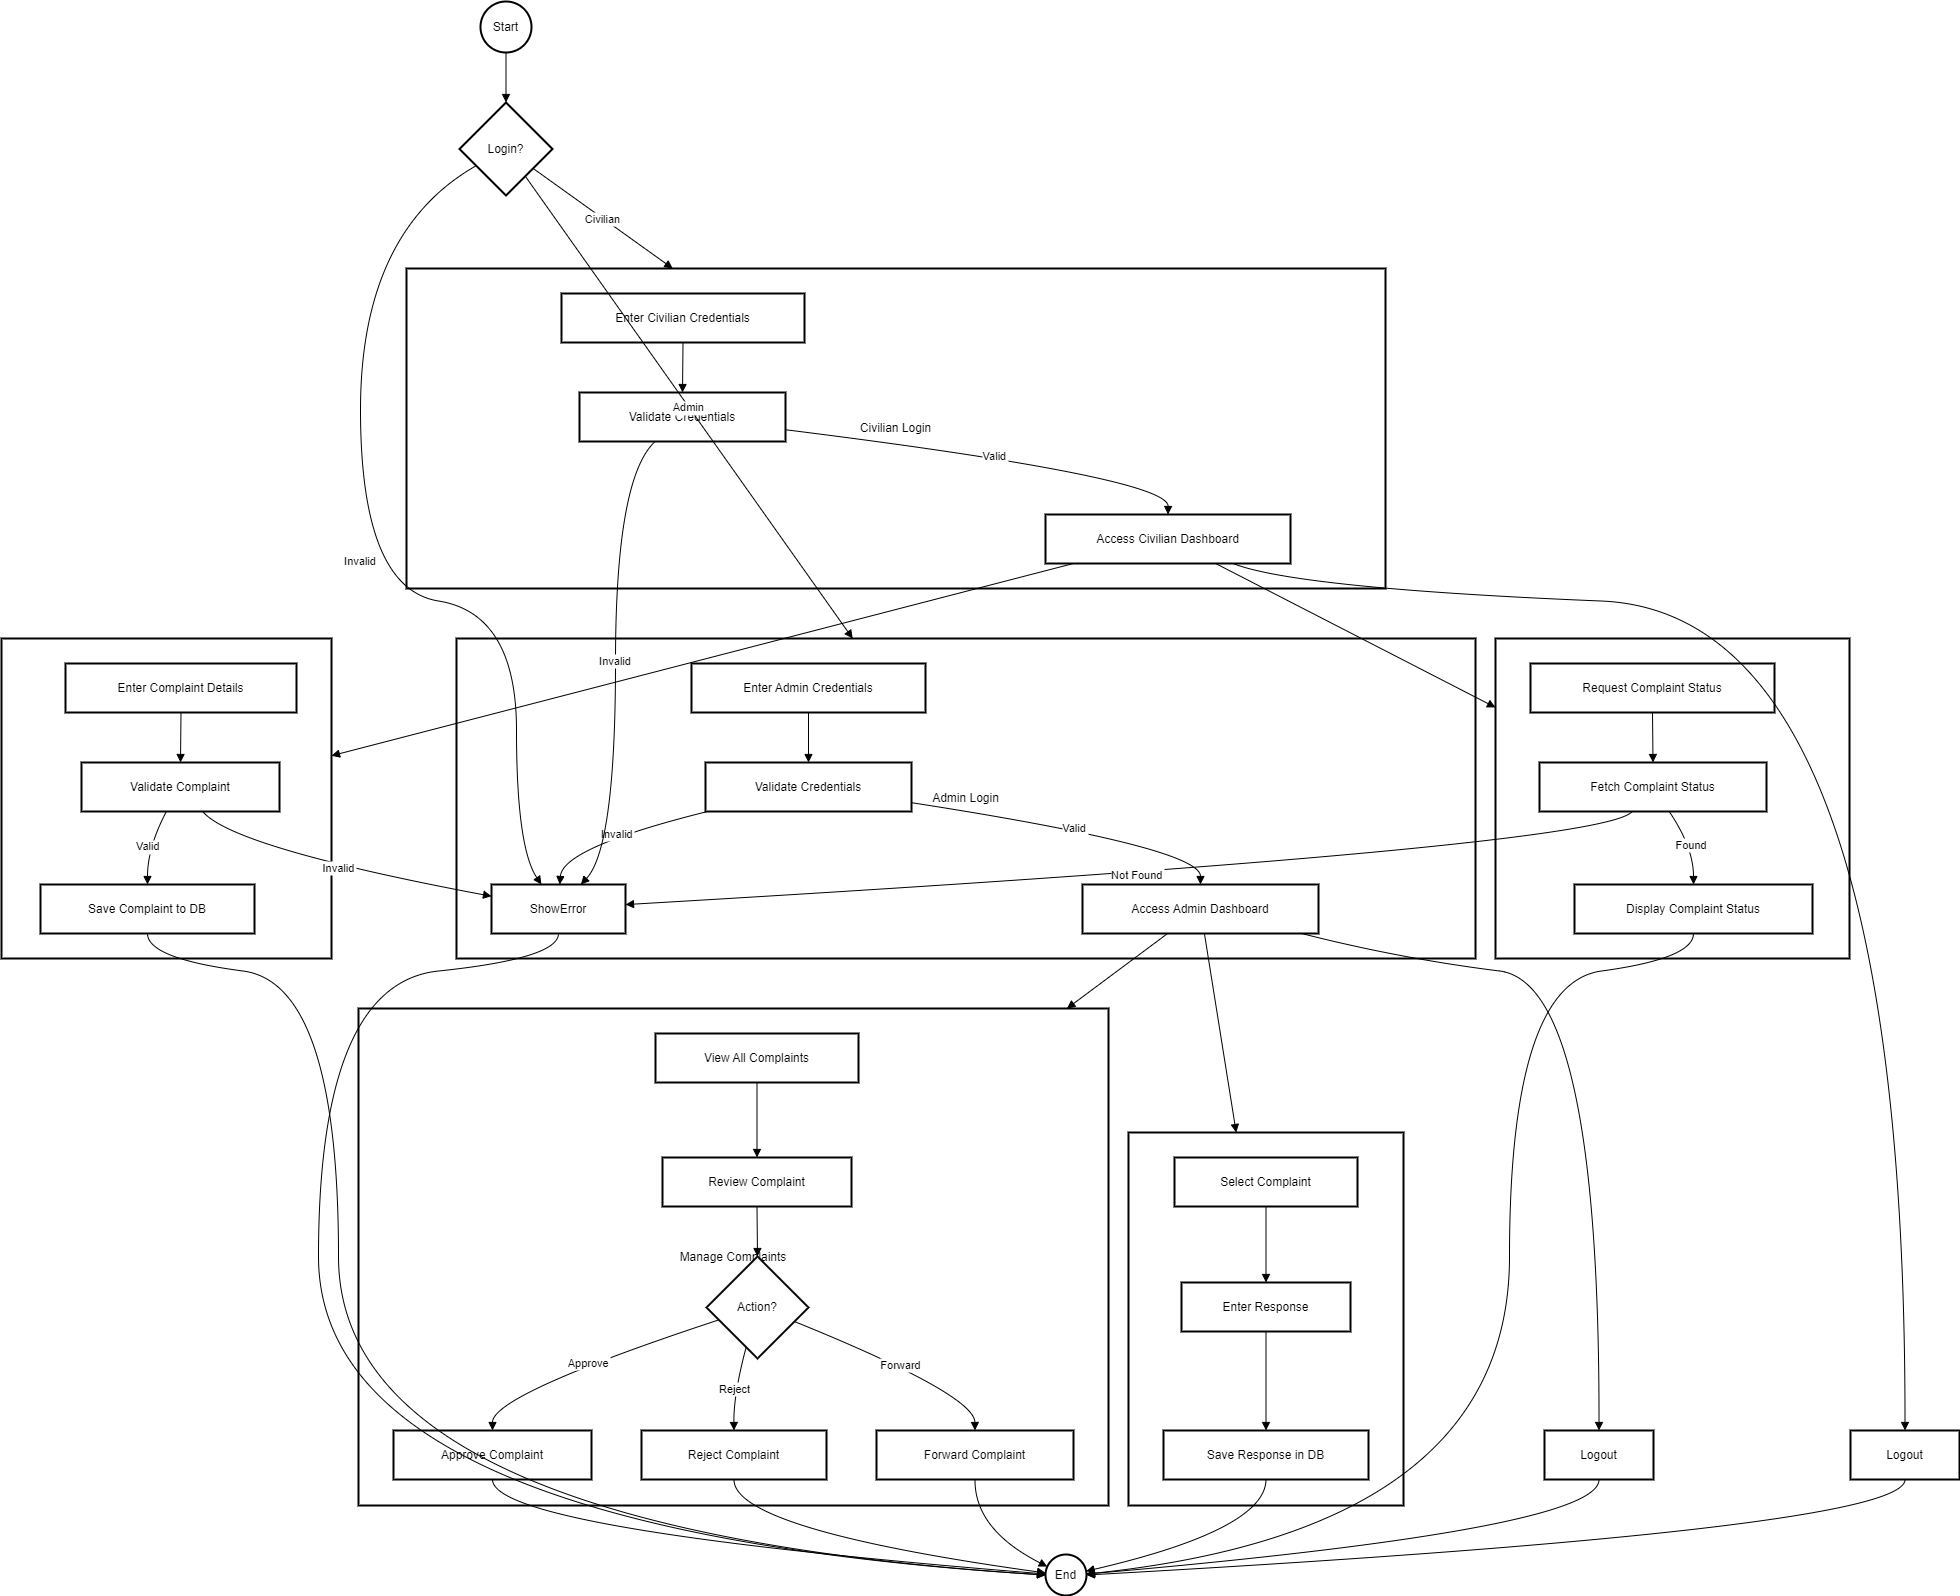 Start
Login?
Civilian
Enter Civilian Credentials
Admin
Validate Credentials
Civilian Login
Valid
Access Civilian Dashboard
Invalid
Invalid
Enter Complaint Details
Enter Admin Credentials
Request Complaint Status
Validate Complaint
Validate Credentials
Fetch Complaint Status
Admin Login
Valid
Invalid
Valid
Found
Invalid
Not Found
Save Complaint to DB
ShowError
Access Admin Dashboard
Display Complaint Status
View All Complaints
Review Complaint
Select Complaint
Manage Complaints
Action?
Enter Response
Approve
Forward
Reject
Approve Complaint
Reject Complaint
Forward Complaint
Save Response in DB
Logout
Logout
End